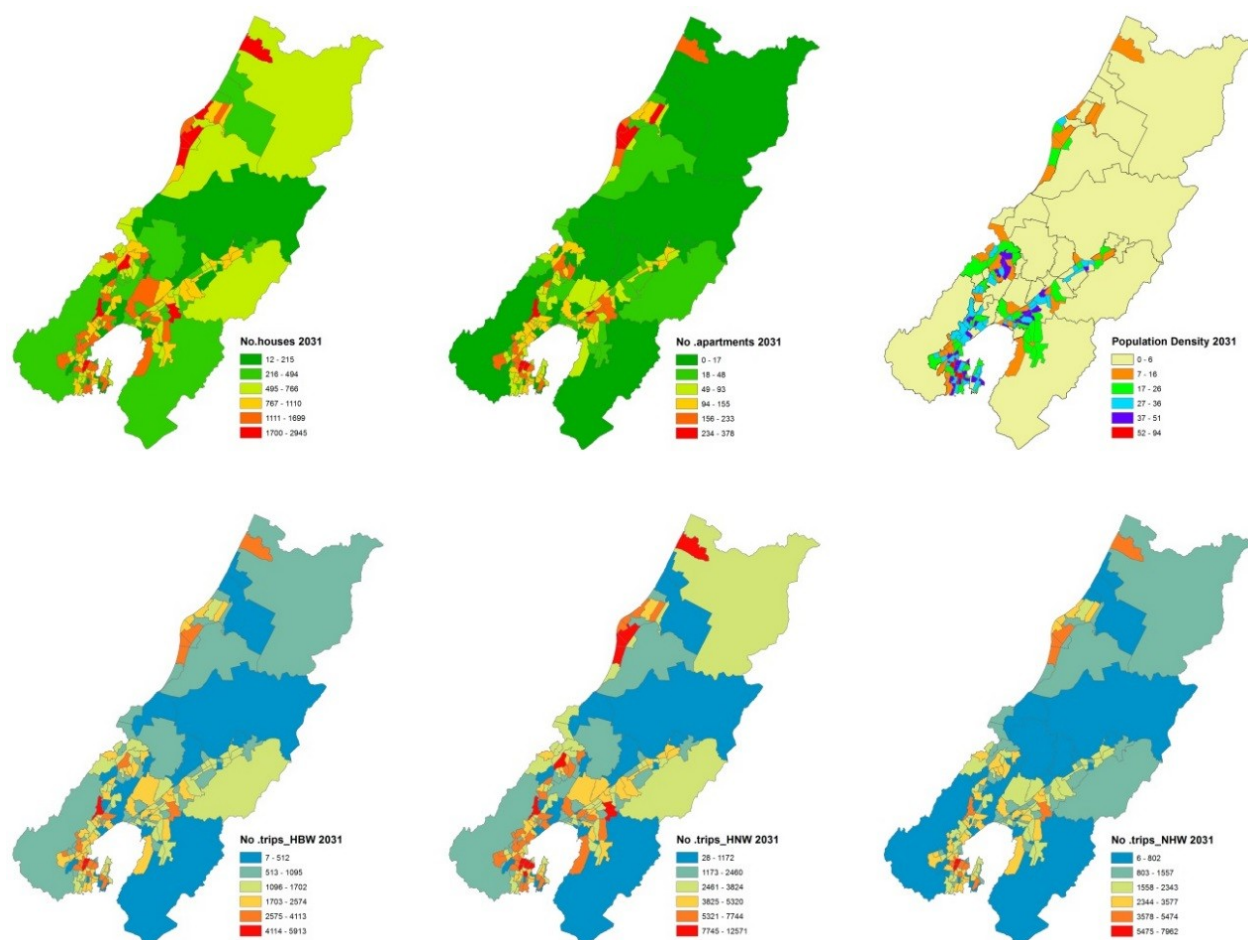 No.houses 2031
12 - 215
216 - 494
495 - 766
767 - 1110
1111 - 1699
1700 - 2945
No .apartments 2031
0 - 17
18 - 48
49 - 93
94 - 155
156 - 233
234 - 378
Population Density 2031
0 - 6
7 - 16
17 - 26
27 - 36
37 - 51
52 - 94
No .trips_HBW 2031
7 - 512
513 - 1095
1096 - 1702
1703 - 2574
2575 - 4113
4114 - 5913
No .trips_HNW 2031
28 - 1172
1173 - 2460
2461 - 3824
3825 - 5320
5321 - 7744
7745 - 12571
No .trips_NHW 2031
6 - 802
803 - 1557
1558 - 2343
2344 - 3577
3578 - 5474
5475 - 7962